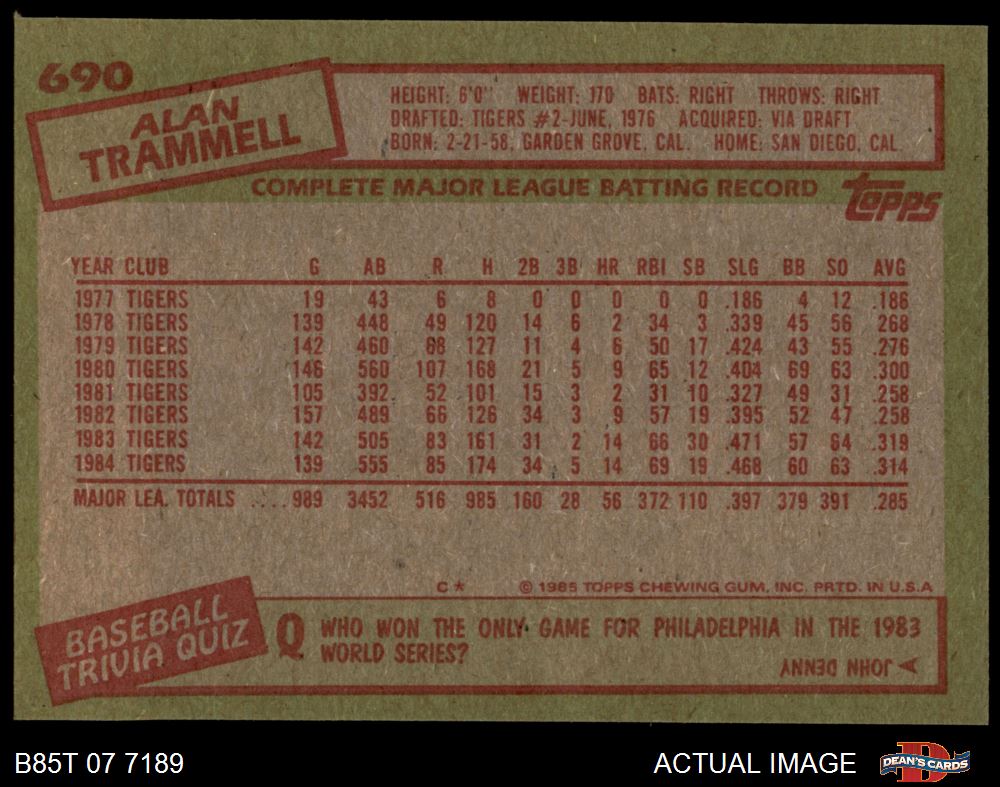 690
ALAN
TRAMMELL
HEIGHT: 6'0" WEIGHT: 170 BATS: RIGHT THROWS: RIGHT
DRAFTED: TIGERS #2-JUNE, 1976 ACQUIRED: VIA DRAFT
BORN: 2-21-58, GARDEN GROVE, CAL. HOME: SAN DIEGO, CAL.
COMPLETE MAJOR LEAGUE BATTING RECORD
topps
YEAR CLUB G AB R H 2B 3B HR RBI SB SLG BB SO AVG
1977 TIGERS 19 43 6 8 0 0 0 0 0 .186 4 12 .186
1978 TIGERS 139 448 49 120 14 6 2 34 3 .339 45 56 .268
1979 TIGERS 142 460 68 127 11 4 6 50 17 .424 43 55 .276
1980 TIGERS 146 560 107 168 21 5 9 65 12 .404 69 63 .300
1981 TIGERS 105 392 52 101 15 3 2 31 10 .327 49 31 .258
1982 TIGERS 157 489 66 126 34 3 9 57 19 .395 52 47 .258
1983 TIGERS 142 505 83 161 31 2 14 66 30 .471 57 64 .319
1984 TIGERS 139 555 85 174 34 5 14 69 19 .468 60 63 .314
MAJOR LEA. TOTALS ....989 3452 516 985 160 28 56 372 110 .397 379 391 .285
C* © 1985 TOPPS CHEWING GUM, INC. PRTD. IN U.S.A
BASEBALL
TRIVIA QUIZ
Q WHO WON THE ONLY GAME FOR PHILADELPHIA IN THE 1983
WORLD SERIES?
A JOHN DENNY
B85T 07 7189
ACTUAL IMAGE
D
DEAN'S CARDS